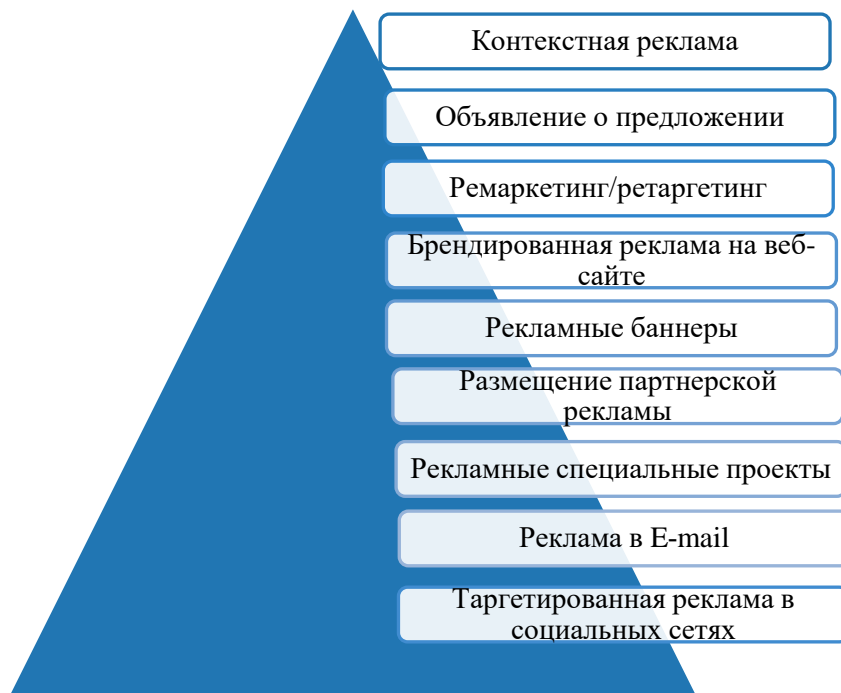 Контекстная реклама
Объявление о предложении
Ремаркетинг/ретаргетинг
Брендированная реклама на веб-
сайте
Рекламные баннеры
Размещение партнерской
рекламы
Рекламные специальные проекты
Реклама в E-mail
Таргетированная реклама в
социальных сетях